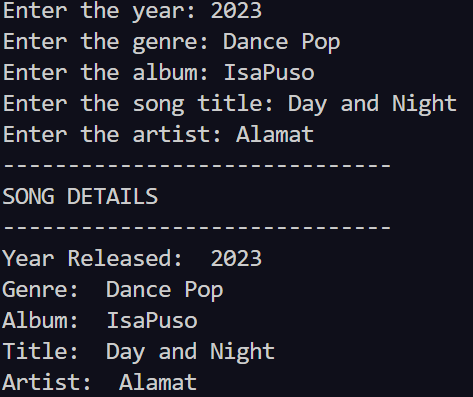 Enter the year: 2023
Enter the genre: Dance Pop
Enter the album: IsaPuso
Enter the song title: Day and Night
Enter the artist: Alamat
------------------------------
SONG DETAILS
------------------------------
Year Released:  2023
Genre:  Dance Pop
Album:  IsaPuso
Title:  Day and Night
Artist:  Alamat